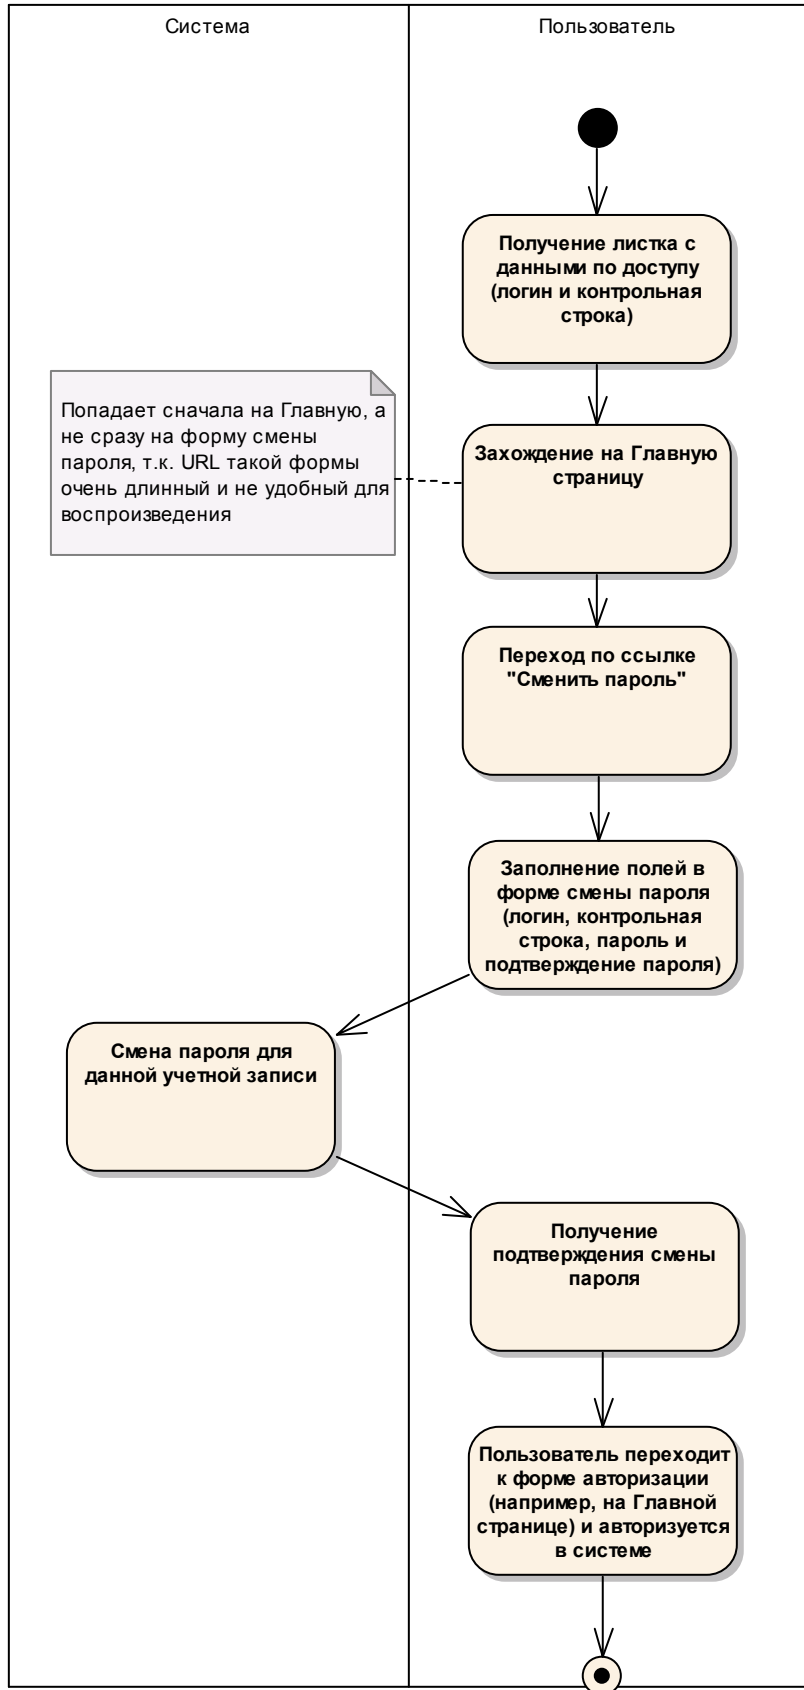 Система
Пользователь
Получение листка с
данными по доступу
(логин и контрольная
строка)
Попадает сначала на Главную, а
не сразу на форму смены
пароля, т.к. URL такой формы
очень длинный и не удобный для
воспроизведения
Захождение на Главную
страницу
Переход по ссылке
"Сменить пароль"
Заполнение полей в
форме смены пароля
(логин, контрольная
строка, пароль и
подтверждение пароля)
Смена пароля для
данной учетной записи
Получение
подтверждения смены
пароля
Пользователь переходит
к форме авторизации
(например, на Главной
странице) и авторизуется
в системе